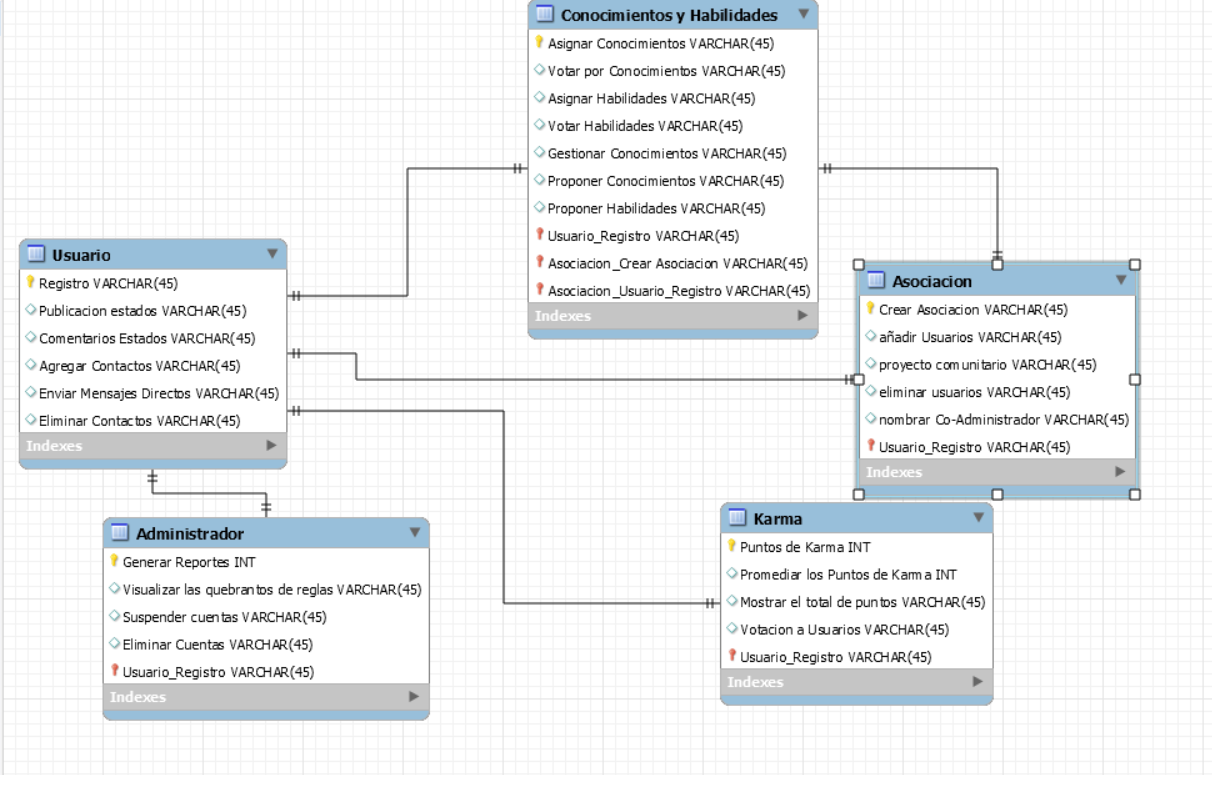 Conocimientos y Habilidades
Asignar Conocimientos VARCHAR(45)
Votar por Conocimientos VARCHAR(45)
Asignar Habilidades VARCHAR(45)
Votar Habilidades VARCHAR(45)
Gestionar Conocimientos VARCHAR(45)
Proponer Conocimientos VARCHAR(45)
Proponer Habilidades VARCHAR(45)
Usuario_Registro VARCHAR(45)
Asociacion_Crear Asociacion VARCHAR(45)
Asociacion_Usuario_Registro VARCHAR(45)
Indexes
Usuario
Registro VARCHAR(45)
Publicacion estados VARCHAR(45)
Comentarios Estados VARCHAR(45)
Agregar Contactos VARCHAR(45)
Enviar Mensajes Directos VARCHAR(45)
Eliminar Contactos VARCHAR(45)
Indexes
Asociacion
Crear Asociacion VARCHAR(45)
añadir Usuarios VARCHAR(45)
proyecto comunitario VARCHAR(45)
eliminar usuarios VARCHAR(45)
nombrar Co-Administrador VARCHAR(45)
Usuario_Registro VARCHAR(45)
Indexes
Administrador
Generar Reportes INT
Visualizar las quebrantos de reglas VARCHAR(45)
Suspender cuentas VARCHAR(45)
Eliminar Cuentas VARCHAR(45)
Usuario_Registro VARCHAR(45)
Indexes
Karma
Puntos de Karma INT
Promediar los Puntos de Karma INT
Mostrar el total de puntos VARCHAR(45)
Votacion a Usuarios VARCHAR(45)
Usuario_Registro VARCHAR(45)
Indexes